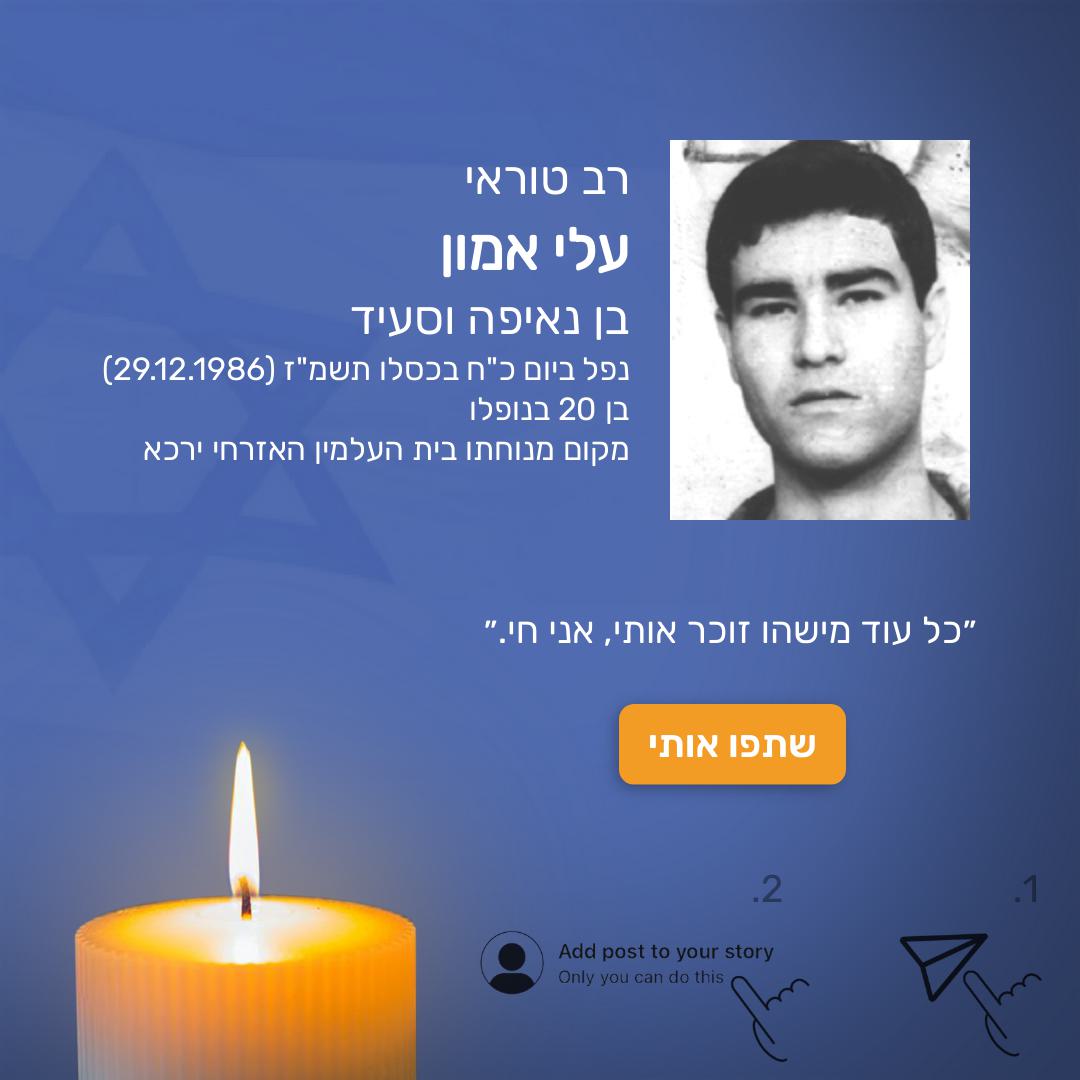 רב טוראי
עלי אמון
בן נאיפה וסעיד
נפל ביום כ"ח בכסלו תשמ"ז (29.12.1986)
בן 20 בנופלו
מקום מנוחתו בית העלמין האזרחי ירכא
״כל עוד מישהו זוכר אותי, אני חי.״
שתפו אותי
.1
.2
Add post to your story
Only you can do this